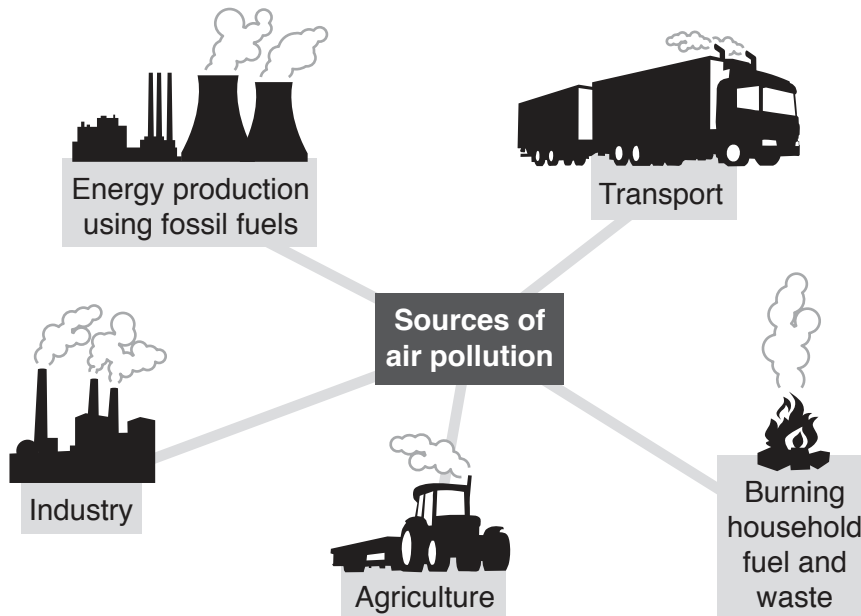 Energy production
using fossil fuels
Transport
Sources of
air pollution
Industry
Agriculture
Burning
household
fuel and
waste